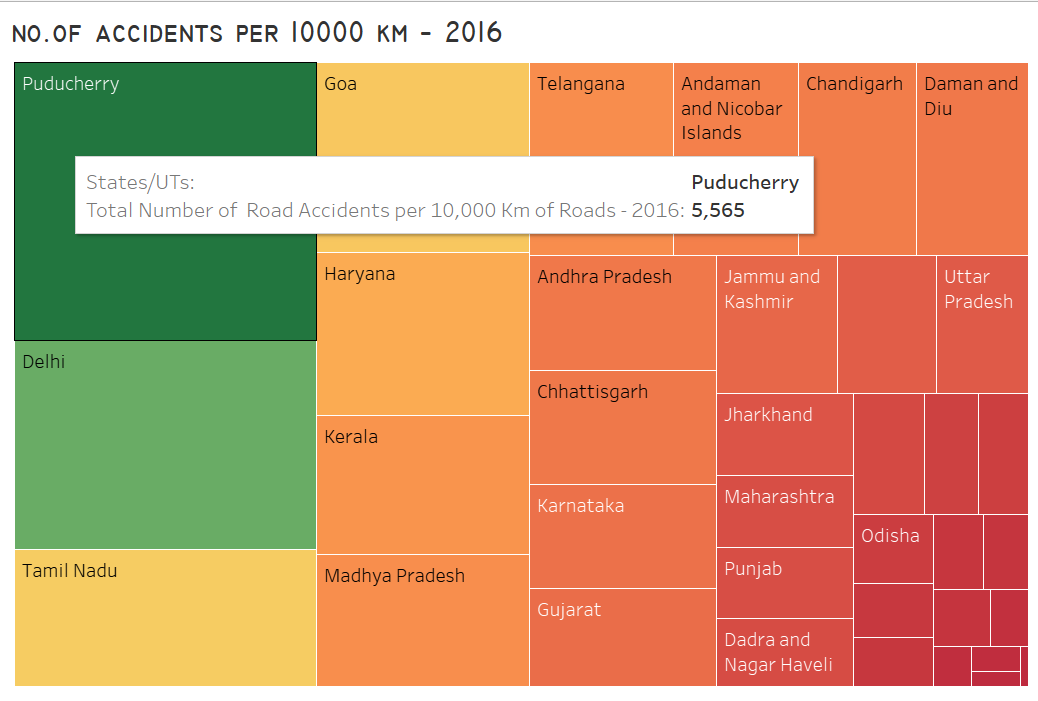 NO.OF ACCIDENTS PER 10000 KM - 2016
Puducherry
Goa
Telangana
Andaman
and Nicobar
Islands
Chandigarh
Daman and
Diu
States/UTs: Puducherry
Total Number of Road Accidents per 10,000 Km of Roads - 2016: 5,565
Haryana
Andhra Pradesh
Jammu and
Kashmir
Uttar
Pradesh
Delhi
Chhattisgarh
Jharkhand
Kerala
Karnataka
Maharashtra
Odisha
Tamil Nadu
Madhya Pradesh
Punjab
Gujarat
Dadra and
Nagar Haveli